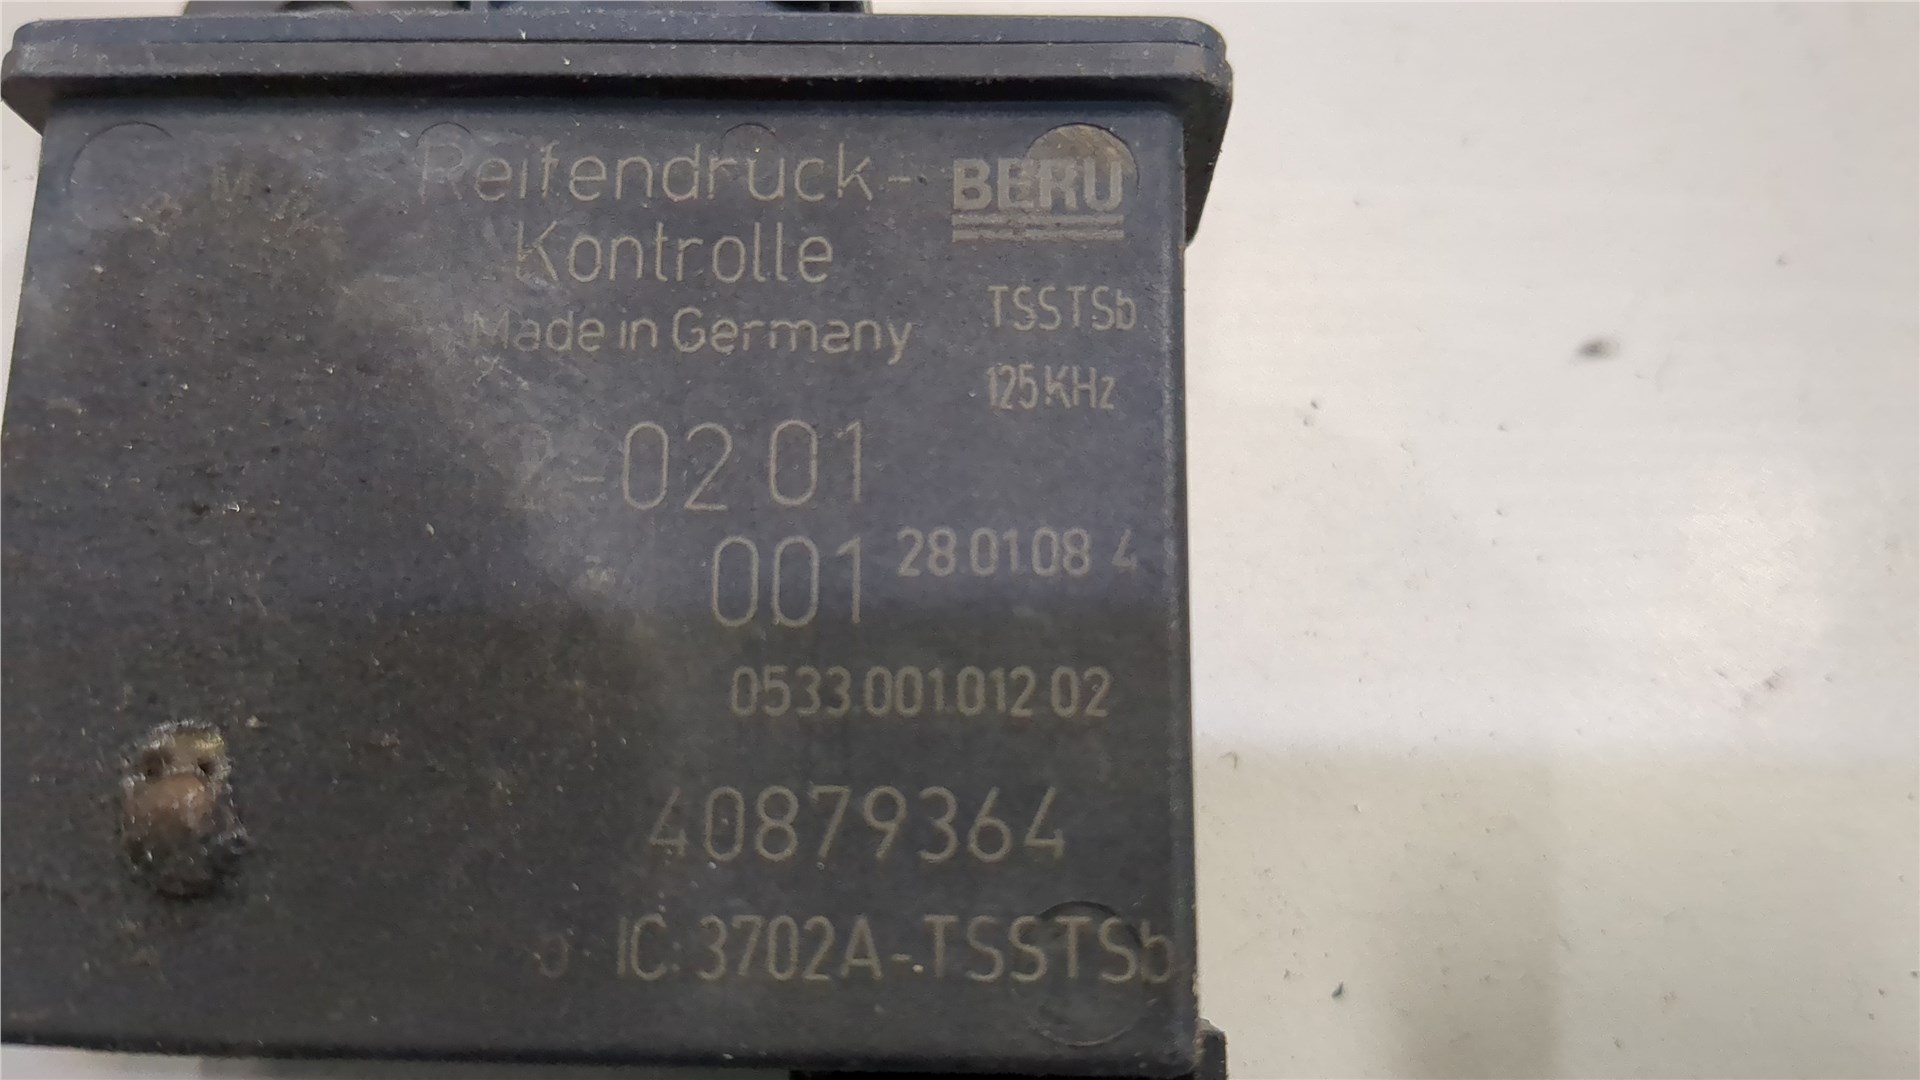 Reifendruck-
BERU
Kontrolle
TSSTSb
Made in Germany
125KHz
2-02 01
001 28.01.08 4
0533.001.012 02
40879364
IC: 3702A-TSSTSb